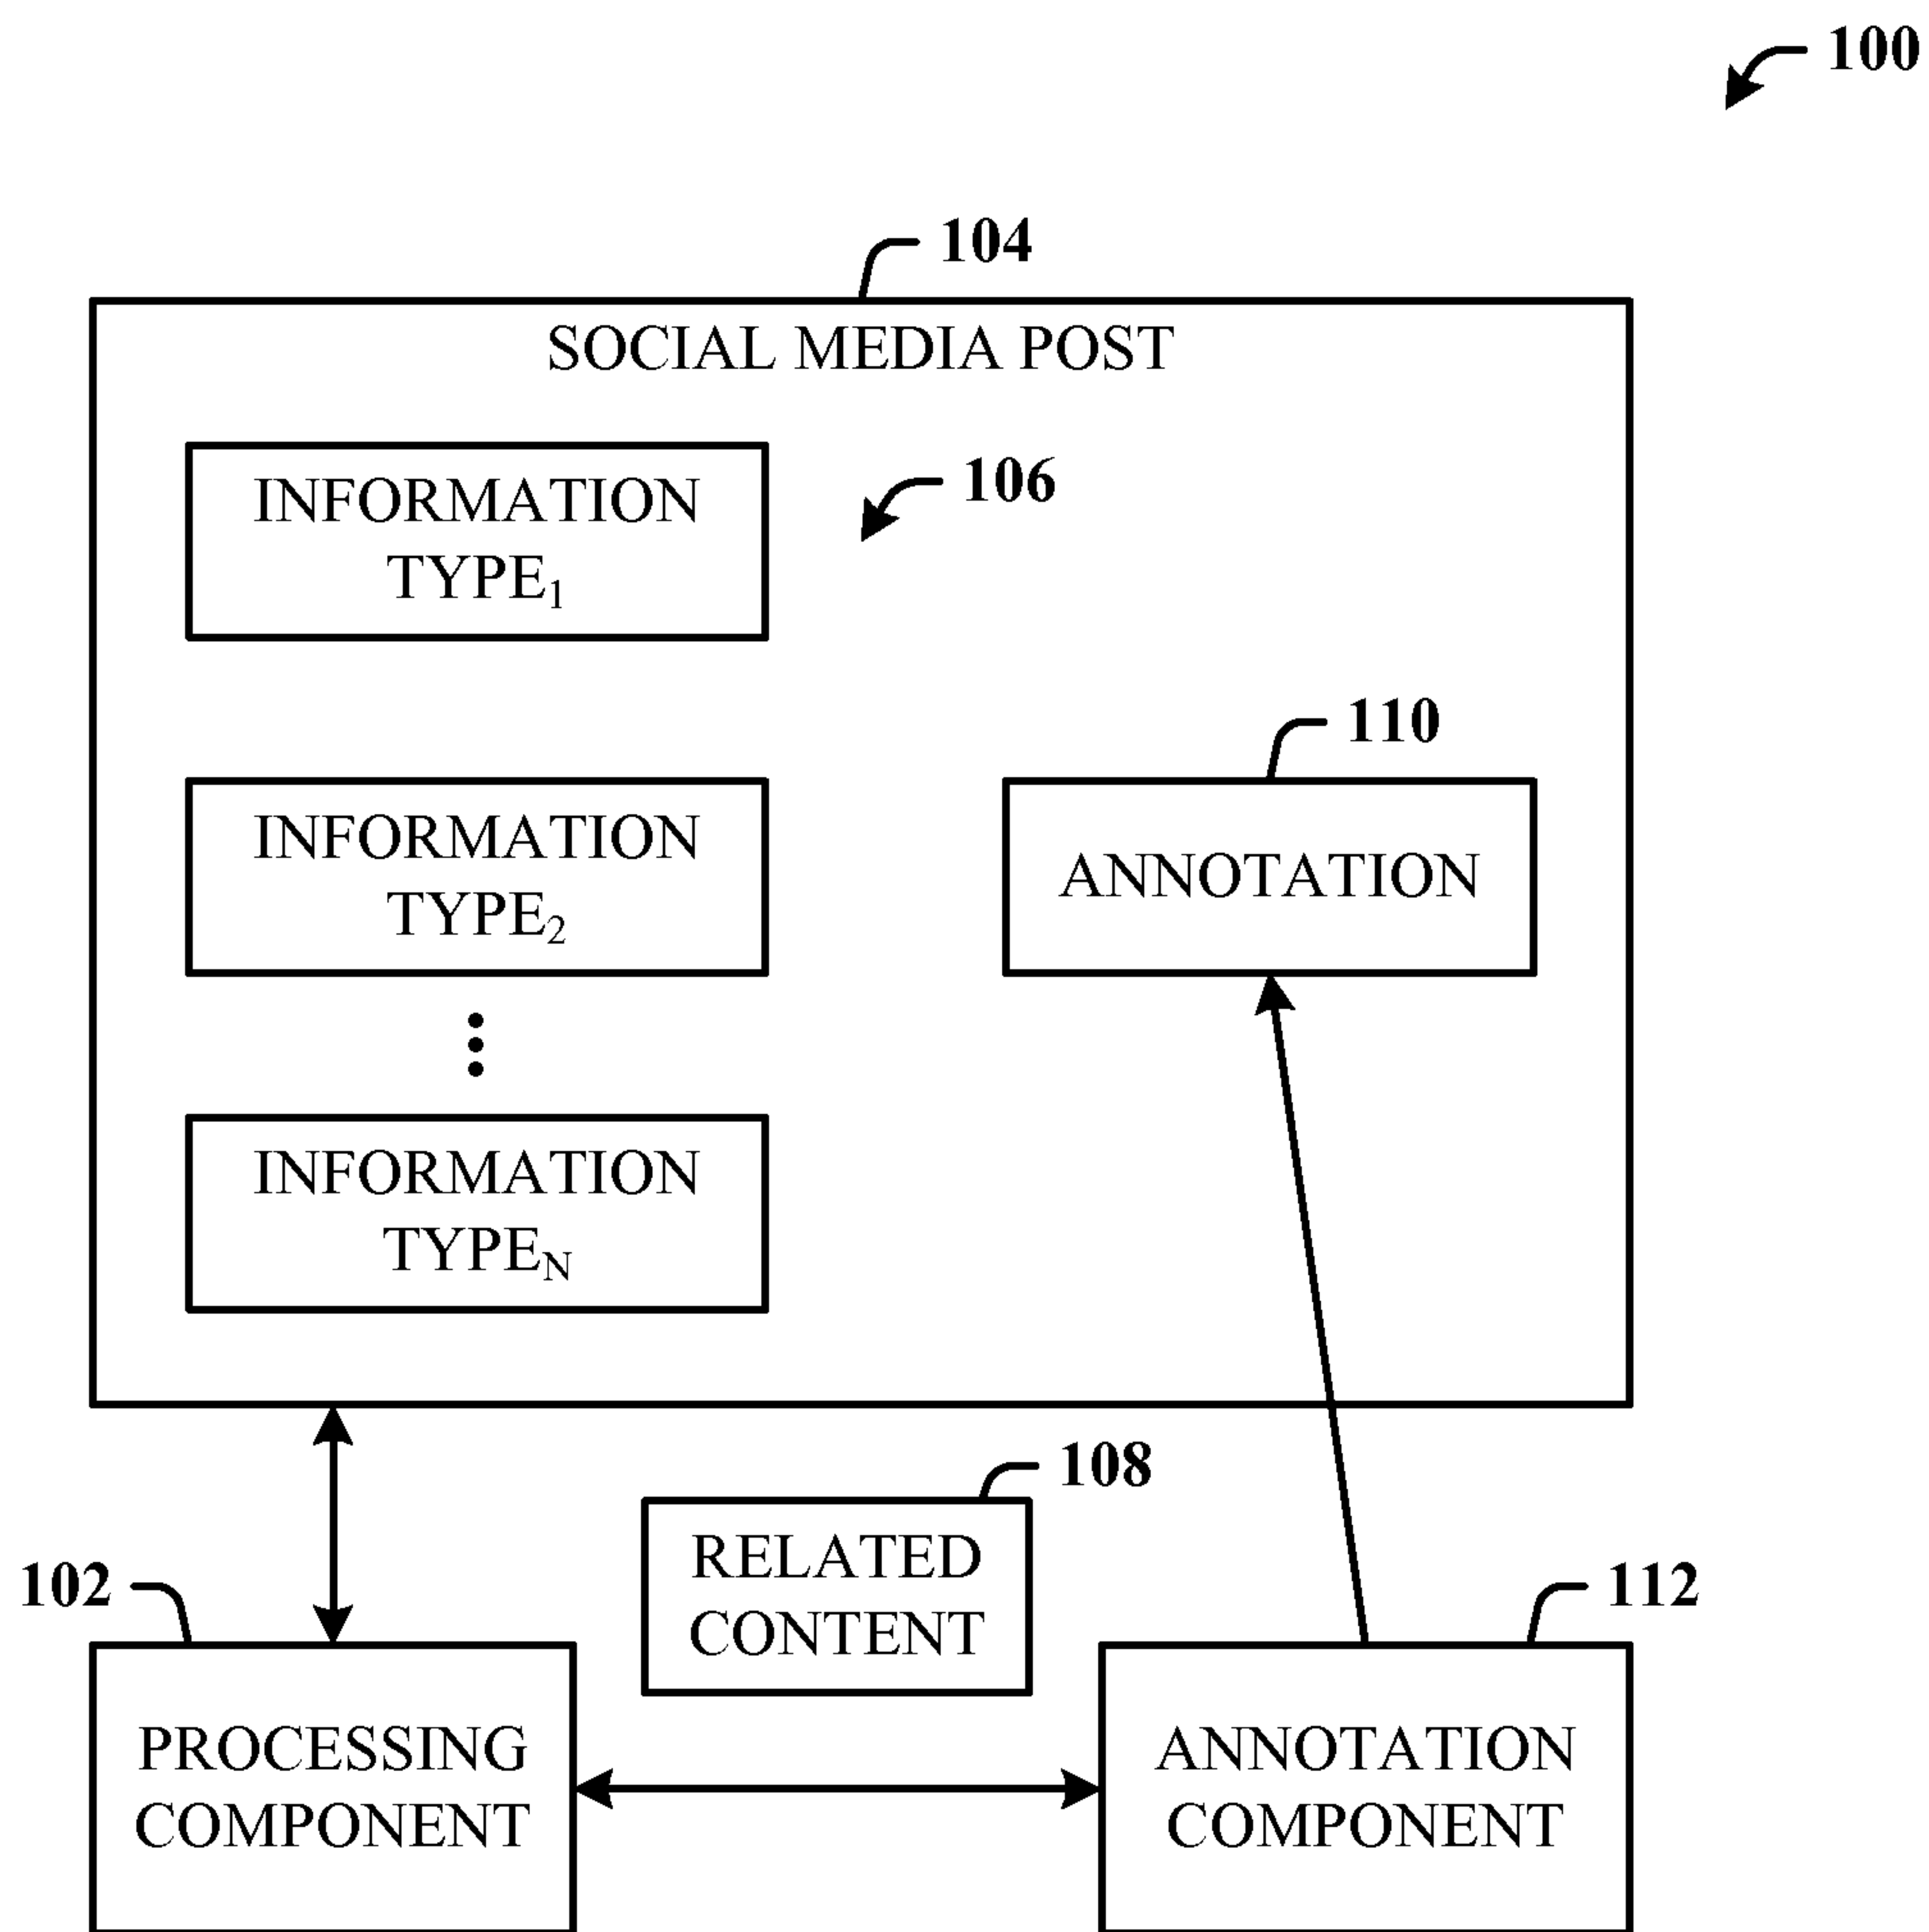 100
104
SOCIAL MEDIA POST
INFORMATION
TYPE₁
106
INFORMATION
TYPE₂
110
ANNOTATION
INFORMATION
TYPE_N
108
RELATED
CONTENT
102
112
PROCESSING
COMPONENT
ANNOTATION
COMPONENT